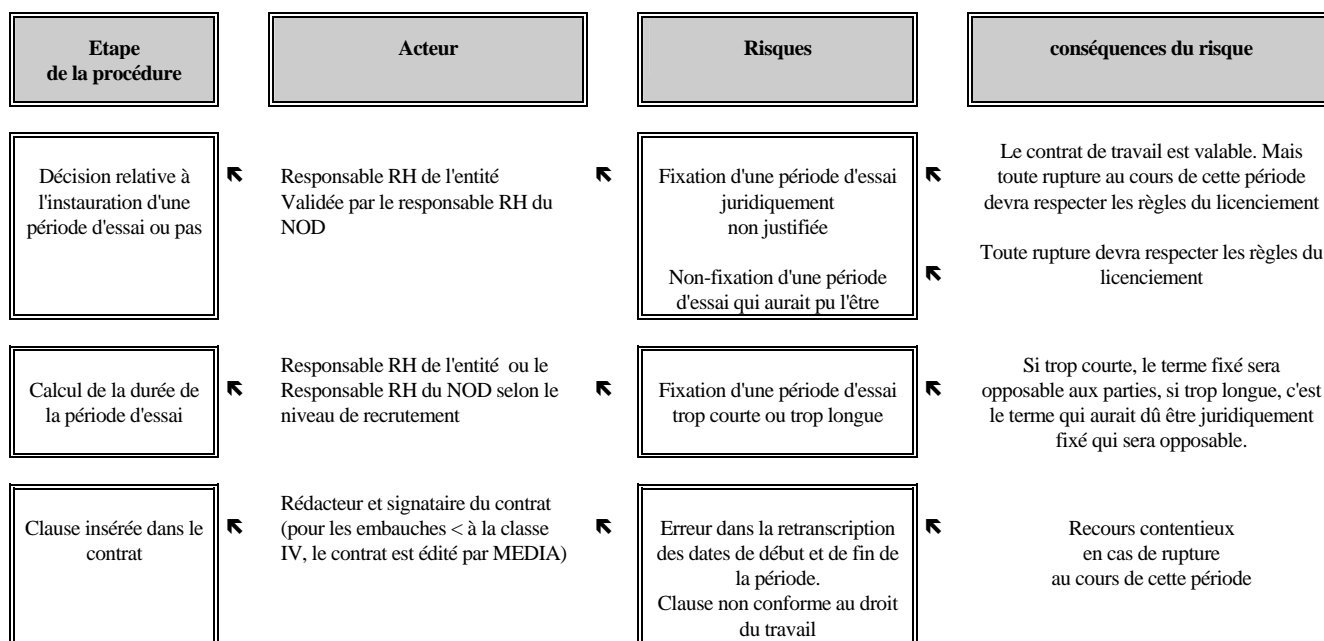 Etape
de la procédure
Acteur
Risques
conséquences du risque
Décision relative à
l'instauration d'une
période d'essai ou pas
Responsable RH de l'entité
Validée par le responsable RH du
NOD
Fixation d'une période d'essai
juridiquement
non justifiée
Non-fixation d'une période
d'essai qui aurait pu l'être
Le contrat de travail est valable. Mais
toute rupture au cours de cette période
devra respecter les règles du licenciement
Toute rupture devra respecter les règles du
licenciement
Calcul de la durée de
la période d'essai
Responsable RH de l'entité  ou le
Responsable RH du NOD selon le
niveau de recrutement
Fixation d'une période d'essai
trop courte ou trop longue
Si trop courte, le terme fixé sera
opposable aux parties, si trop longue, c'est
le terme qui aurait dû être juridiquement
fixé qui sera opposable.
Clause insérée dans le
contrat
Rédacteur et signataire du contrat
(pour les embauches < à la classe
IV, le contrat est édité par MEDIA)
Erreur dans la retranscription
des dates de début et de fin de
la période.
Clause non conforme au droit
du travail
Recours contentieux
en cas de rupture
au cours de cette période